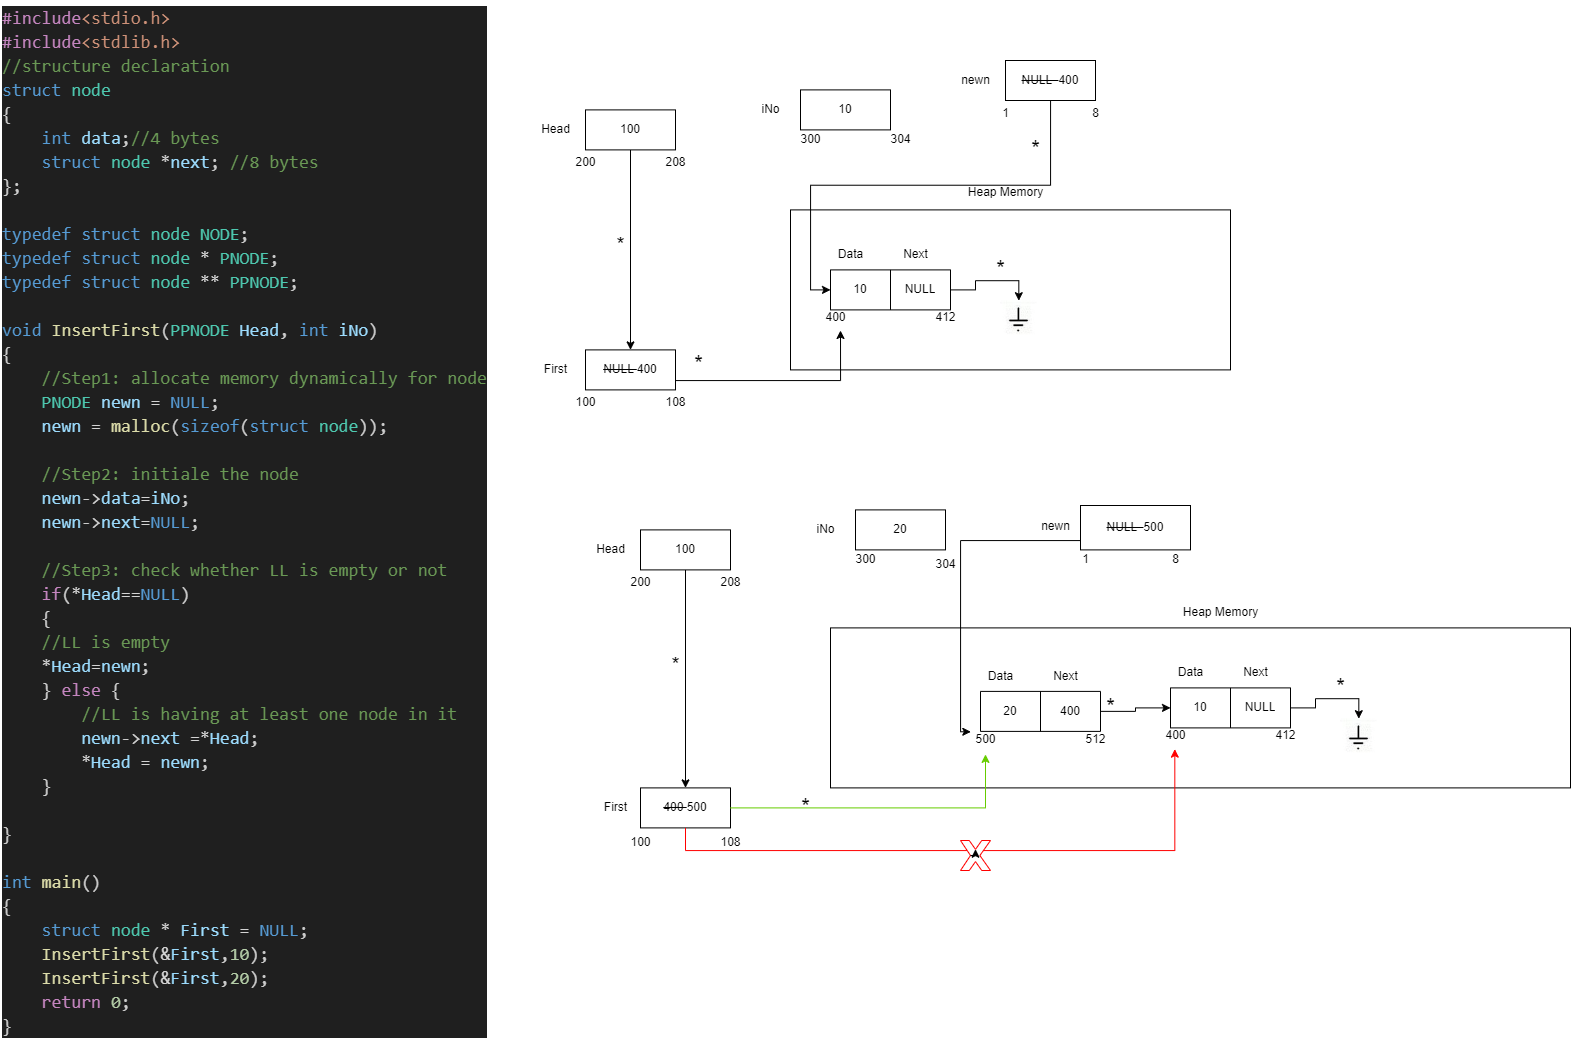 #include<stdio.h>
#include<stdlib.h>
//structure declaration
struct node
{
    int data;//4 bytes
    struct node *next; //8 bytes
};

typedef struct node NODE;
typedef struct node * PNODE;
typedef struct node ** PPNODE;

void InsertFirst(PPNODE Head, int iNo)
{
    //Step1: allocate memory dynamically for node
    PNODE newn = NULL;
    newn = malloc(sizeof(struct node));

    //Step2: initiale the node
    newn->data=iNo;
    newn->next=NULL;

    //Step3: check whether LL is empty or not
    if(*Head==NULL)
    {
    //LL is empty
    *Head=newn;
    } else {
        //LL is having at least one node in it
        newn->next =*Head;
        *Head = newn;
    }

}

int main()
{
    struct node * First = NULL;
    InsertFirst(&First,10);
    InsertFirst(&First,20);
    return 0;
}
newn
NULL 400
1 8
iNo
10
300 304
Head
100
200 208
*
Heap Memory
*
Data Next
*
10 NULL
400 412
First
NULL 400
*
100 108
iNo
20
300 304
newn
NULL 500
1 8
Head
100
200 208
Heap Memory
*
Data Next
Data Next
*
20 400
*
10 NULL
500 512
400 412
First
400 500
*
100 108
X